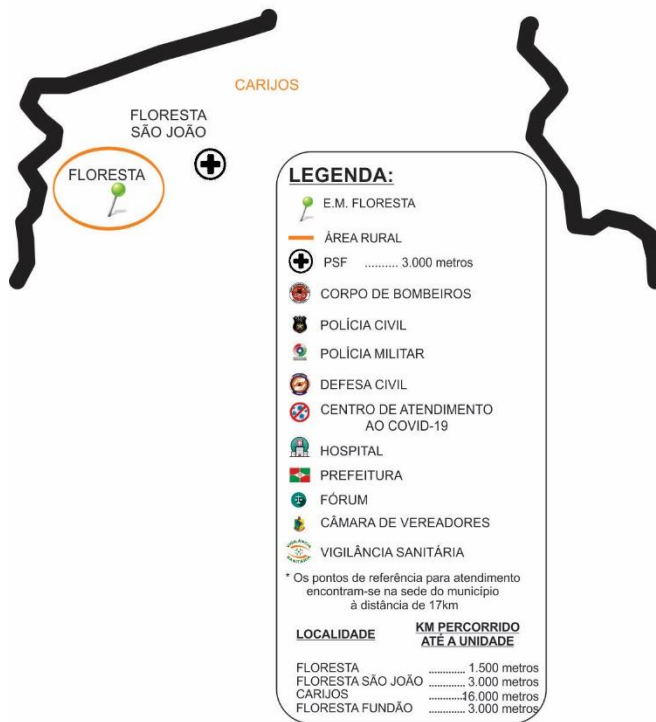 CARIJOS
FLORESTA
SÃO JOÃO
FLORESTA
LEGENDA:
E.M. FLORESTA
ÁREA RURAL
PSF .......... 3.000 metros
CORPO DE BOMBEIROS
POLÍCIA CIVIL
POLÍCIA MILITAR
DEFESA CIVIL
CENTRO DE ATENDIMENTO
AO COVID-19
HOSPITAL
PREFEITURA
FÓRUM
CÂMARA DE VEREADORES
VIGILÂNCIA SANITÁRIA
* Os pontos de referência para atendimento
encontram-se na sede do município
à distância de 17km
LOCALIDADE KM PERCORRIDO
ATÉ A UNIDADE
FLORESTA ............. 1.500 metros
FLORESTA SÃO JOÃO ............. 3.000 metros
CARIJOS ............. 16.000 metros
FLORESTA FUNDÃO ............. 3.000 metros